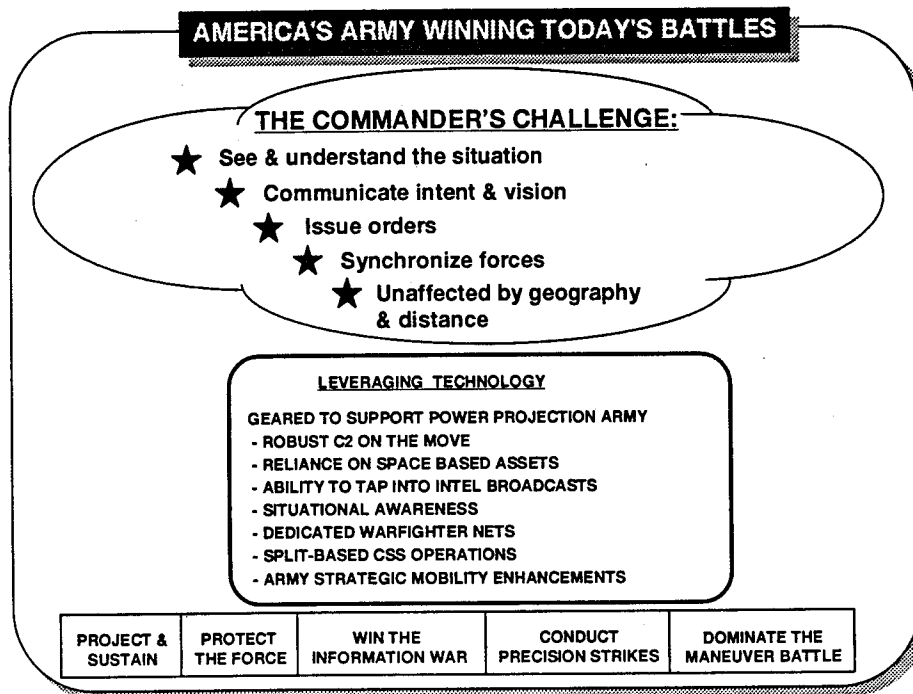 AMERICA'S ARMY WINNING TODAY'S BATTLES
THE COMMANDER'S CHALLENGE:
See & understand the situation
Communicate intent & vision
Issue orders
Synchronize forces
Unaffected by geography
& distance
LEVERAGING TECHNOLOGY
GEARED TO SUPPORT POWER PROJECTION ARMY
- ROBUST C2 ON THE MOVE
- RELIANCE ON SPACE BASED ASSETS
- ABILITY TO TAP INTO INTEL BROADCASTS
- SITUATIONAL AWARENESS
- DEDICATED WARFIGHTER NETS
- SPLIT-BASED CSS OPERATIONS
- ARMY STRATEGIC MOBILITY ENHANCEMENTS
PROJECT &
SUSTAIN
PROTECT
THE FORCE
WIN THE
INFORMATION WAR
CONDUCT
PRECISION STRIKES
DOMINATE THE
MANEUVER BATTLE